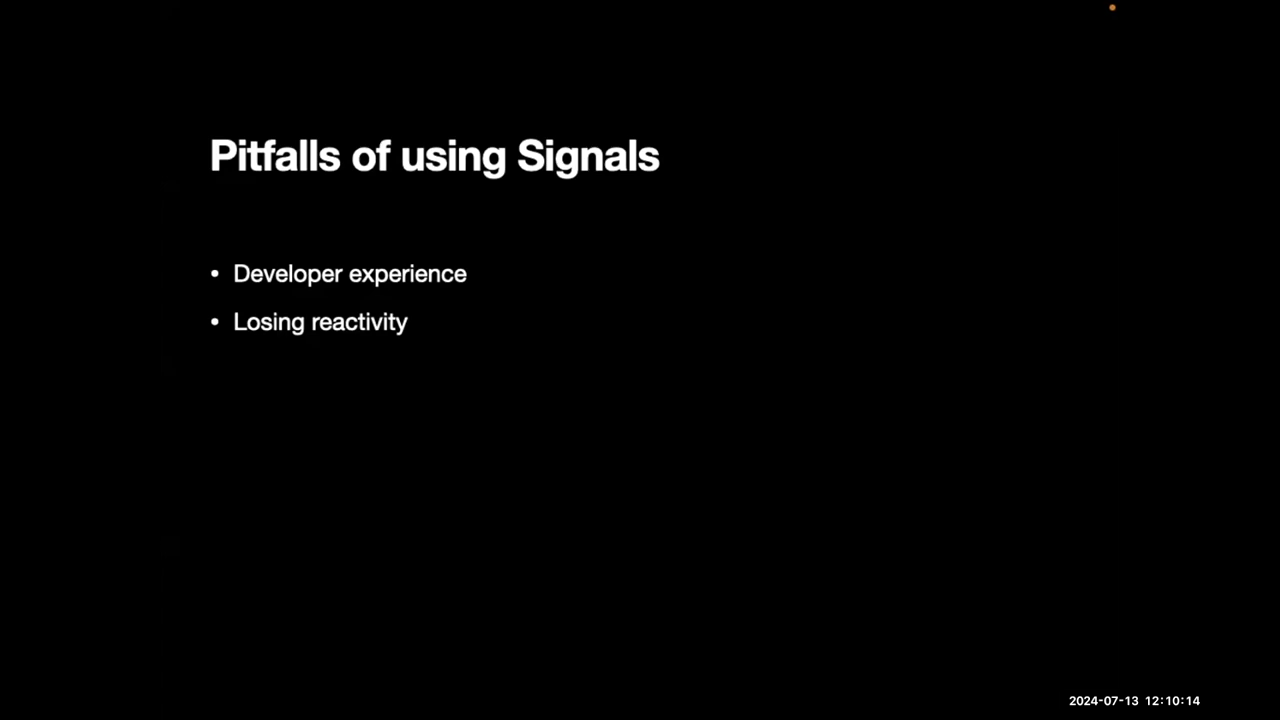 Pitfalls of using Signals
• Developer experience
• Losing reactivity
2024-07-13 12:10:14